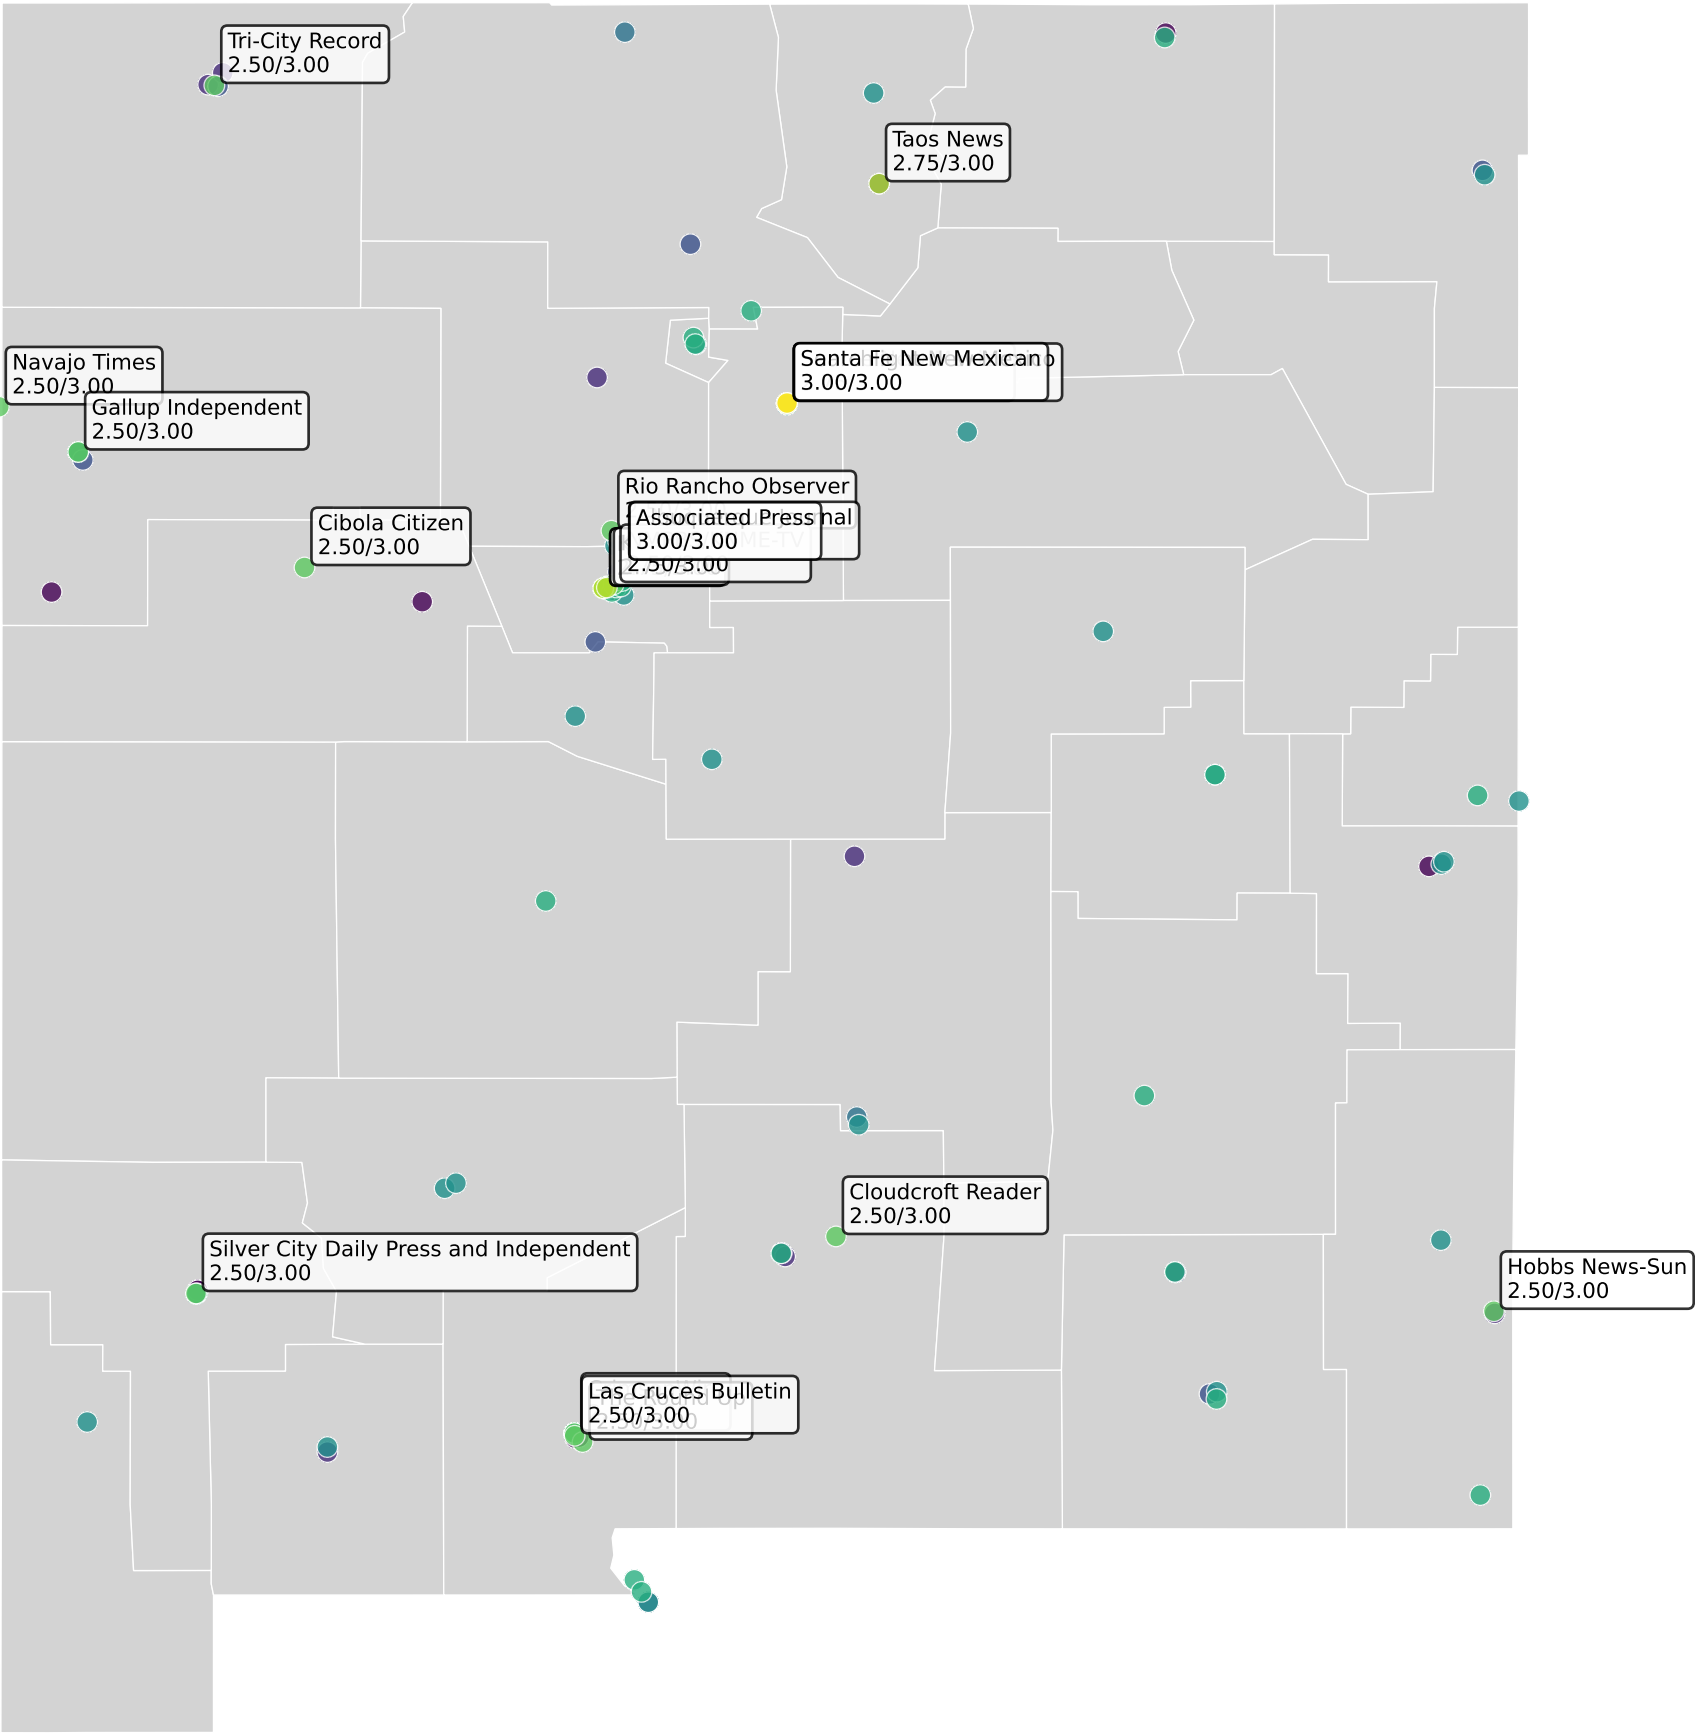 Tri-City Record
2.50/3.00
Taos News
2.75/3.00
Navajo Times
2.50/3.00
Santa Fe New Mexican
3.00/3.00
Gallup Independent
2.50/3.00
Rio Rancho Observer
Cibola Citizen
2.50/3.00
Associated Press
3.00/3.00
2.50/3.00
Cloudcroft Reader
2.50/3.00
Silver City Daily Press and Independent
2.50/3.00
Hobbs News-Sun
2.50/3.00
Las Cruces Bulletin
2.50/3.00